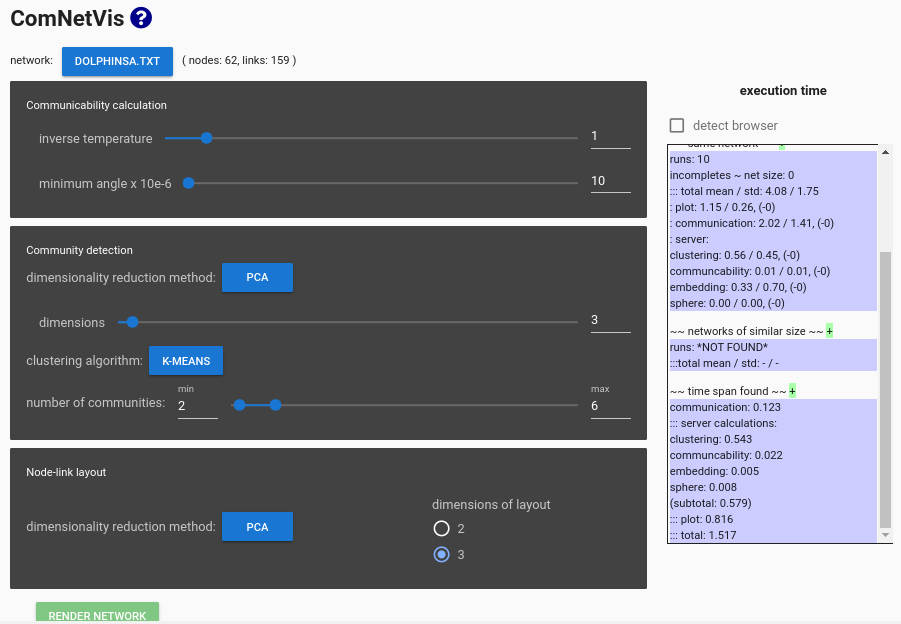 ComNetVis ?
network: DOLPHINSA.TXT ( nodes: 62, links: 159 )
Communicability calculation
inverse temperature 1
minimum angle x 10e-6 10
Community detection
dimensionality reduction method: PCA
dimensions 3
clustering algorithm: K-MEANS
min max
number of communities: 2 6
Node-link layout
dimensions of layout
2
dimensionality reduction method: PCA
3
RENDER NETWORK
execution time
detect browser
same network
runs: 10
incompletes ~ net size: 0
::: total mean / std: 4.08 / 1.75
: plot: 1.15 / 0.26, (-0)
: communication: 2.02 / 1.41, (-0)
: server:
clustering: 0.56 / 0.45, (-0)
communcability: 0.01 / 0.01, (-0)
embedding: 0.33 / 0.70, (-0)
sphere: 0.00 / 0.00, (-0)
~~ networks of similar size ~~ +
runs: *NOT FOUND*
:::total mean / std: - / -
~~ time span found ~~ +
communication: 0.123
::: server calculations:
clustering: 0.543
communcability: 0.022
embedding: 0.005
sphere: 0.008
(subtotal: 0.579)
::: plot: 0.816
::: total: 1.517